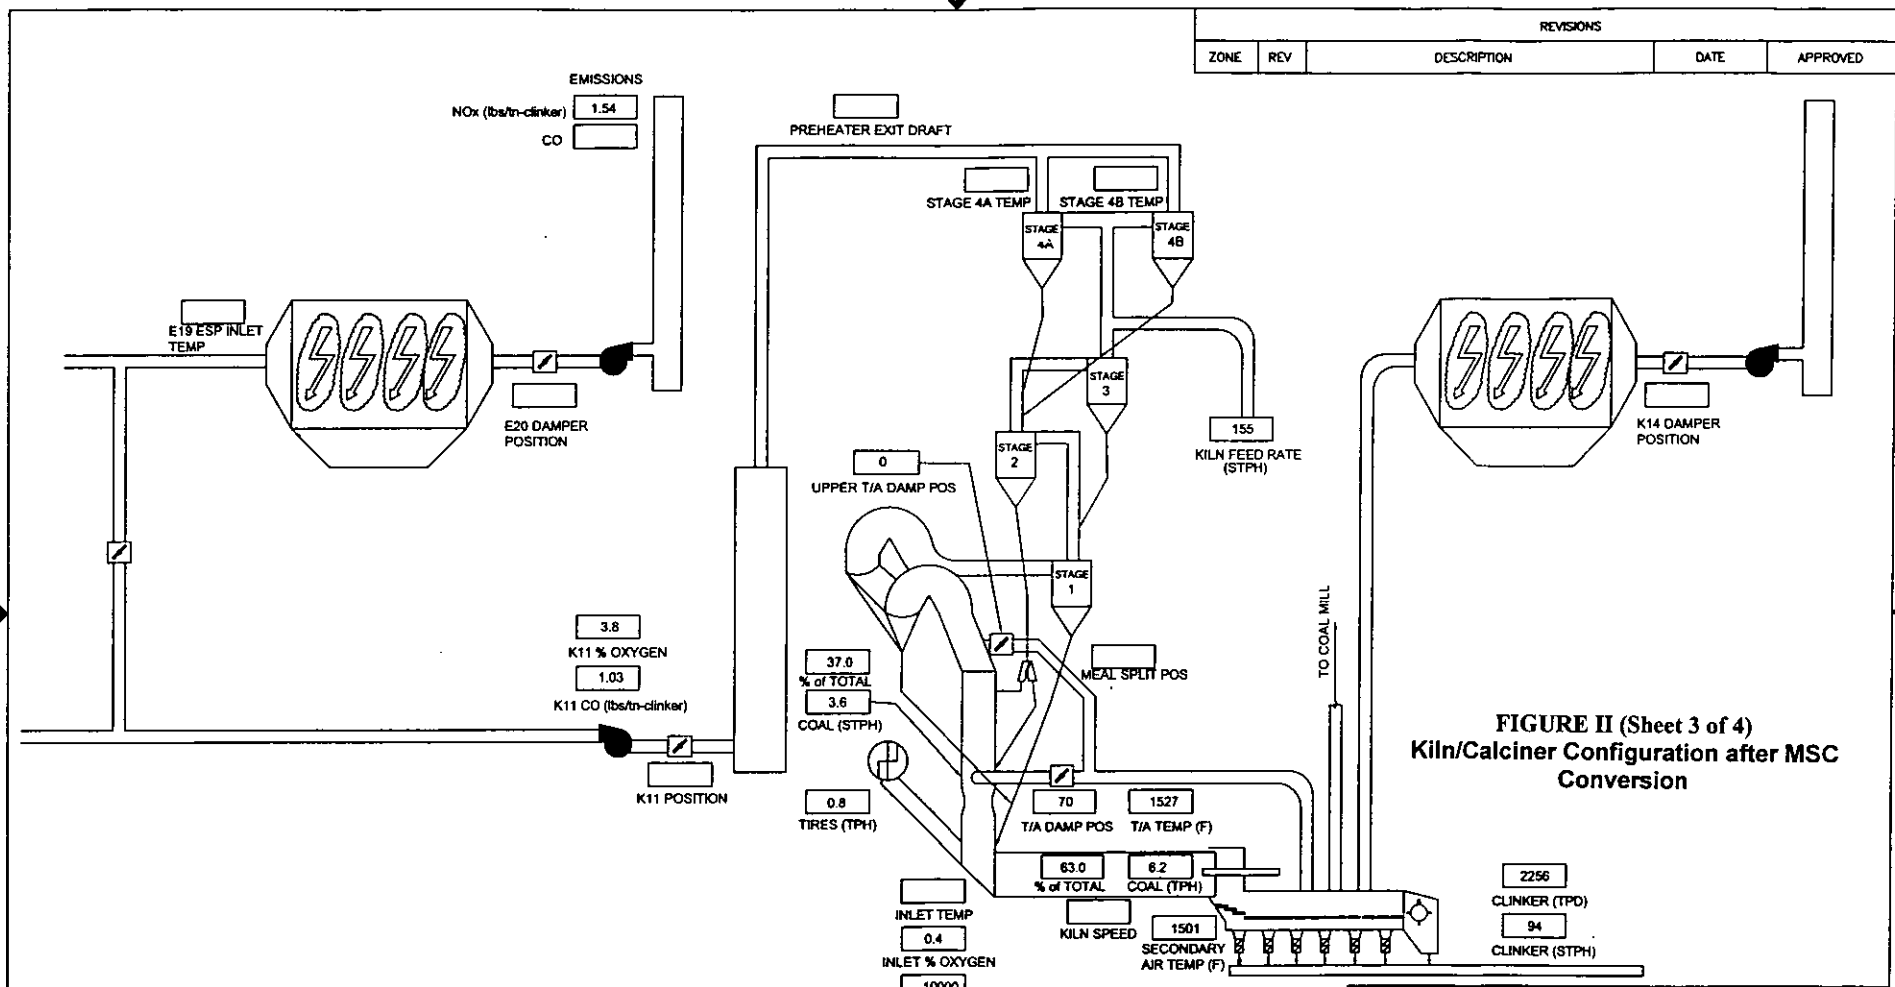 REVISIONS
ZONE REV DESCRIPTION DATE APPROVED
EMISSIONS
NOx (lbs/tn-clinker) 1.54
CO
PREHEATER EXIT DRAFT
STAGE 4A TEMP
STAGE 4B TEMP
STAGE
4A
STAGE
4B
E19 ESP INLET
TEMP
E20 DAMPER
POSITION
STAGE
3
155
KILN FEED RATE
(STPH)
K14 DAMPER
POSITION
STAGE
2
0
UPPER T/A DAMP POS
STAGE
1
TO COAL MILL
3.8
K11 % OXYGEN
1.03
K11 CO (lbs/tn-clinker)
37.0
% of TOTAL
3.6
COAL (STPH)
MEAL SPLIT POS
FIGURE II (Sheet 3 of 4)
Kiln/Calciner Configuration after MSC
Conversion
K11 POSITION
0.8
TIRES (TPH)
70
T/A DAMP POS
1527
T/A TEMP (F)
63.0
% of TOTAL
6.2
COAL (TPH)
2256
CLINKER (TPD)
INLET TEMP
KILN SPEED
1501
SECONDARY
AIR TEMP (F)
94
CLINKER (STPH)
0.4
INLET % OXYGEN
10000